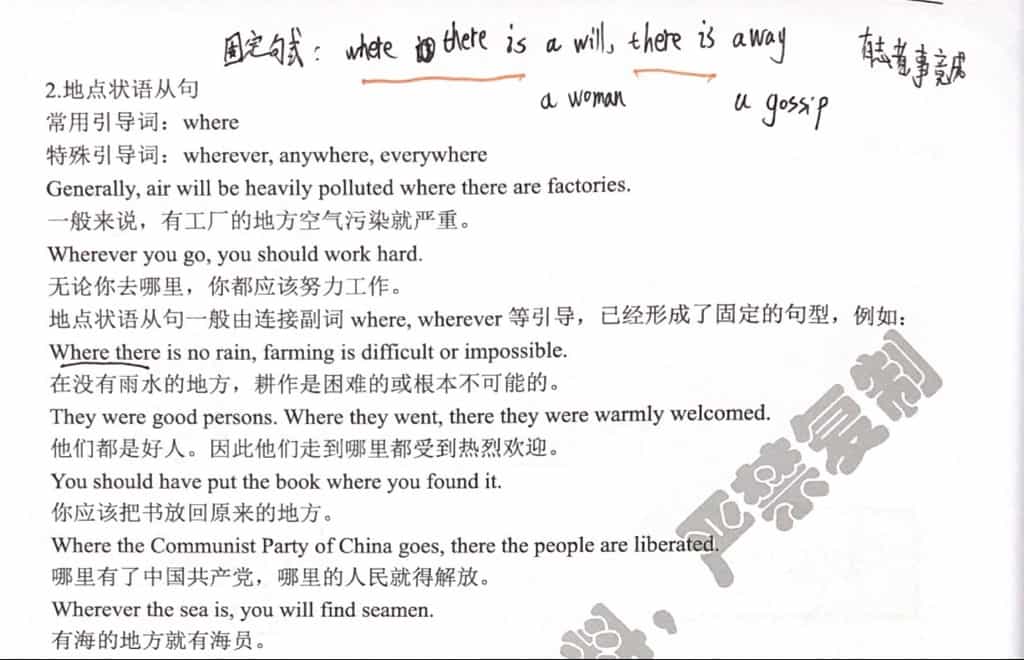 固定句式: where there is a will, there is a way 有志者事竟成
a woman a gossip
2.地点状语从句
常用引导词：where
特殊引导词：wherever, anywhere, everywhere
Generally, air will be heavily polluted where there are factories.
一般来说，有工厂的地方空气污染就严重。
Wherever you go, you should work hard.
无论你去哪里，你都应该努力工作。
地点状语从句一般由连接副词 where, wherever 等引导，已经形成了固定的句型，例如：
Where there is no rain, farming is difficult or impossible.
在没有雨水的地方，耕作是困难的或根本不可能的。
They were good persons. Where they went, there they were warmly welcomed.
他们都是好人。因此他们走到哪里都受到热烈欢迎。
You should have put the book where you found it.
你应该把书放回原来的地方。
Where the Communist Party of China goes, there the people are liberated.
哪里有了中国共产党，哪里的人民就得解放。
Wherever the sea is, you will find seamen.
有海的地方就有海员。
料，严禁复制